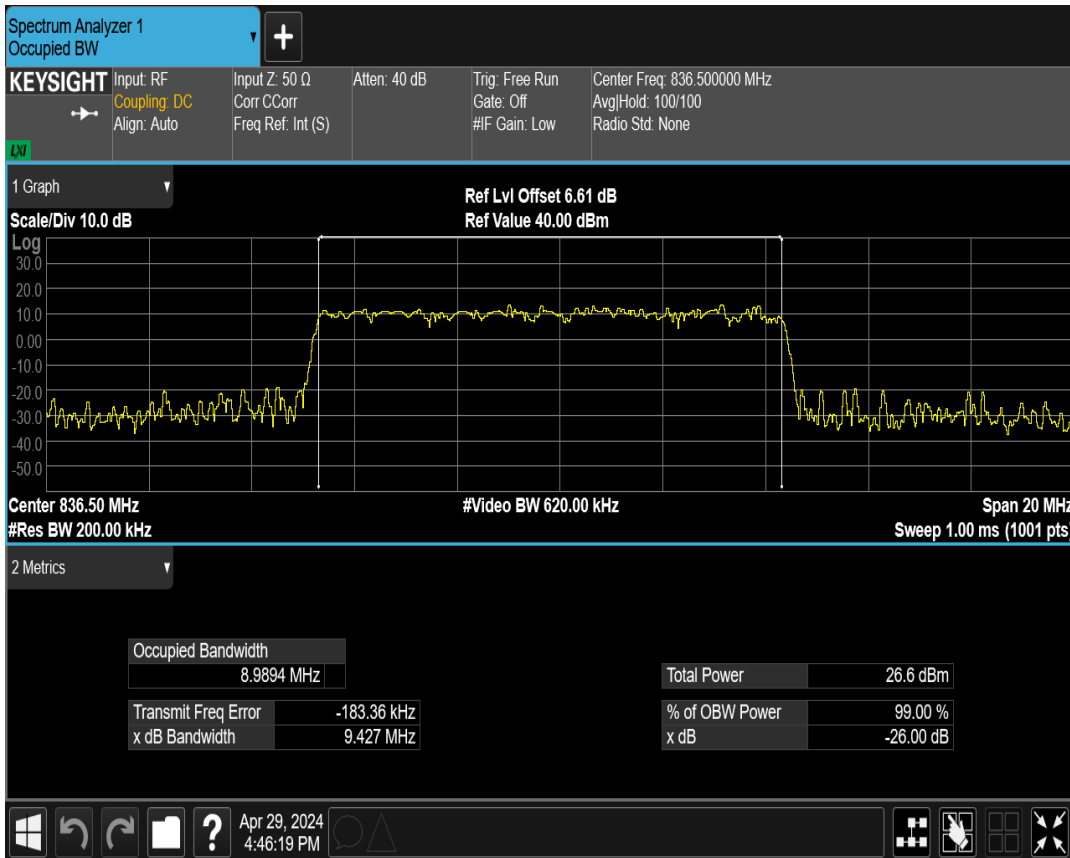 Spectrum Analyzer 1
Occupied BW
KEYSIGHT
LXI
Input: RF
Coupling: DC
Align: Auto
Input Z: 50 Ω
Corr CCorr
Freq Ref: Int (S)
Atten: 40 dB
Trig: Free Run
Gate: Off
#IF Gain: Low
Center Freq: 836.500000 MHz
Avg|Hold: 100/100
Radio Std: None
1 Graph
Scale/Div 10.0 dB
Ref Lvl Offset 6.61 dB
Ref Value 40.00 dBm
Log
30.0
20.0
10.0
0.00
-10.0
-20.0
-30.0
-40.0
-50.0
Center 836.50 MHz
#Res BW 200.00 kHz
#Video BW 620.00 kHz
Span 20 MHz
Sweep 1.00 ms (1001 pts)
2 Metrics
Occupied Bandwidth
8.9894 MHz
Transmit Freq Error -183.36 kHz
x dB Bandwidth 9.427 MHz
Total Power 26.6 dBm
% of OBW Power 99.00 %
x dB -26.00 dB
Apr 29, 2024
4:46:19 PM